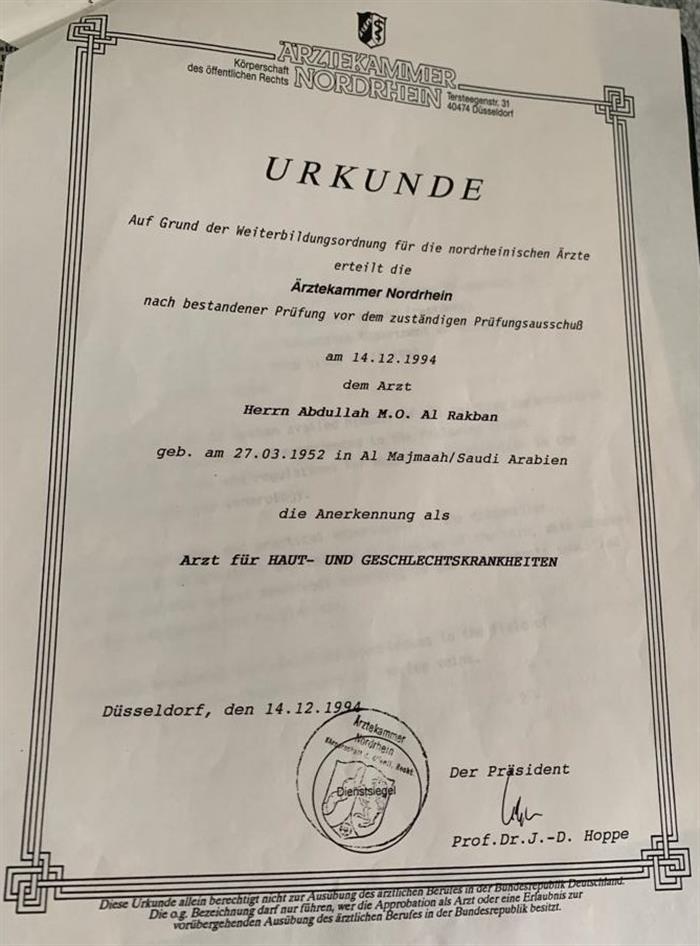 Körperschaft
des öffentlichen Rechts
ÄRZTEKAMMER
NORDRHEIN
Tersteegenstr. 31
40474 Düsseldorf
URKUNDE
Auf Grund der Weiterbildungsordnung für die nordrheinischen Ärzte
erteilt die
Ärztekammer Nordrhein
nach bestandener Prüfung vor dem zuständigen Prüfungsausschuß
am 14.12.1994
dem Arzt
Herrn Abdullah M.O. Al Rakban
geb. am 27.03.1952 in Al Majmaah/Saudi Arabien
die Anerkennung als
Arzt für HAUT- UND GESCHLECHTSKRANKHEITEN
Düsseldorf, den 14.12.1994
Ärztekammer
Nordrhein
Körperschaft d. öffentl. Recht.
Dienstsiegel
Der Präsident
Prof.Dr.J.-D. Hoppe
Diese Urkunde allein berechtigt nicht zur Ausübung des ärztlichen Berufes in der Bundesrepublik Deutschland.
Die o.g. Bezeichnung darf nur führen, wer die Approbation als Arzt oder eine Erlaubnis zur
vorübergehenden Ausübung des ärztlichen Berufes in der Bundesrepublik besitzt.